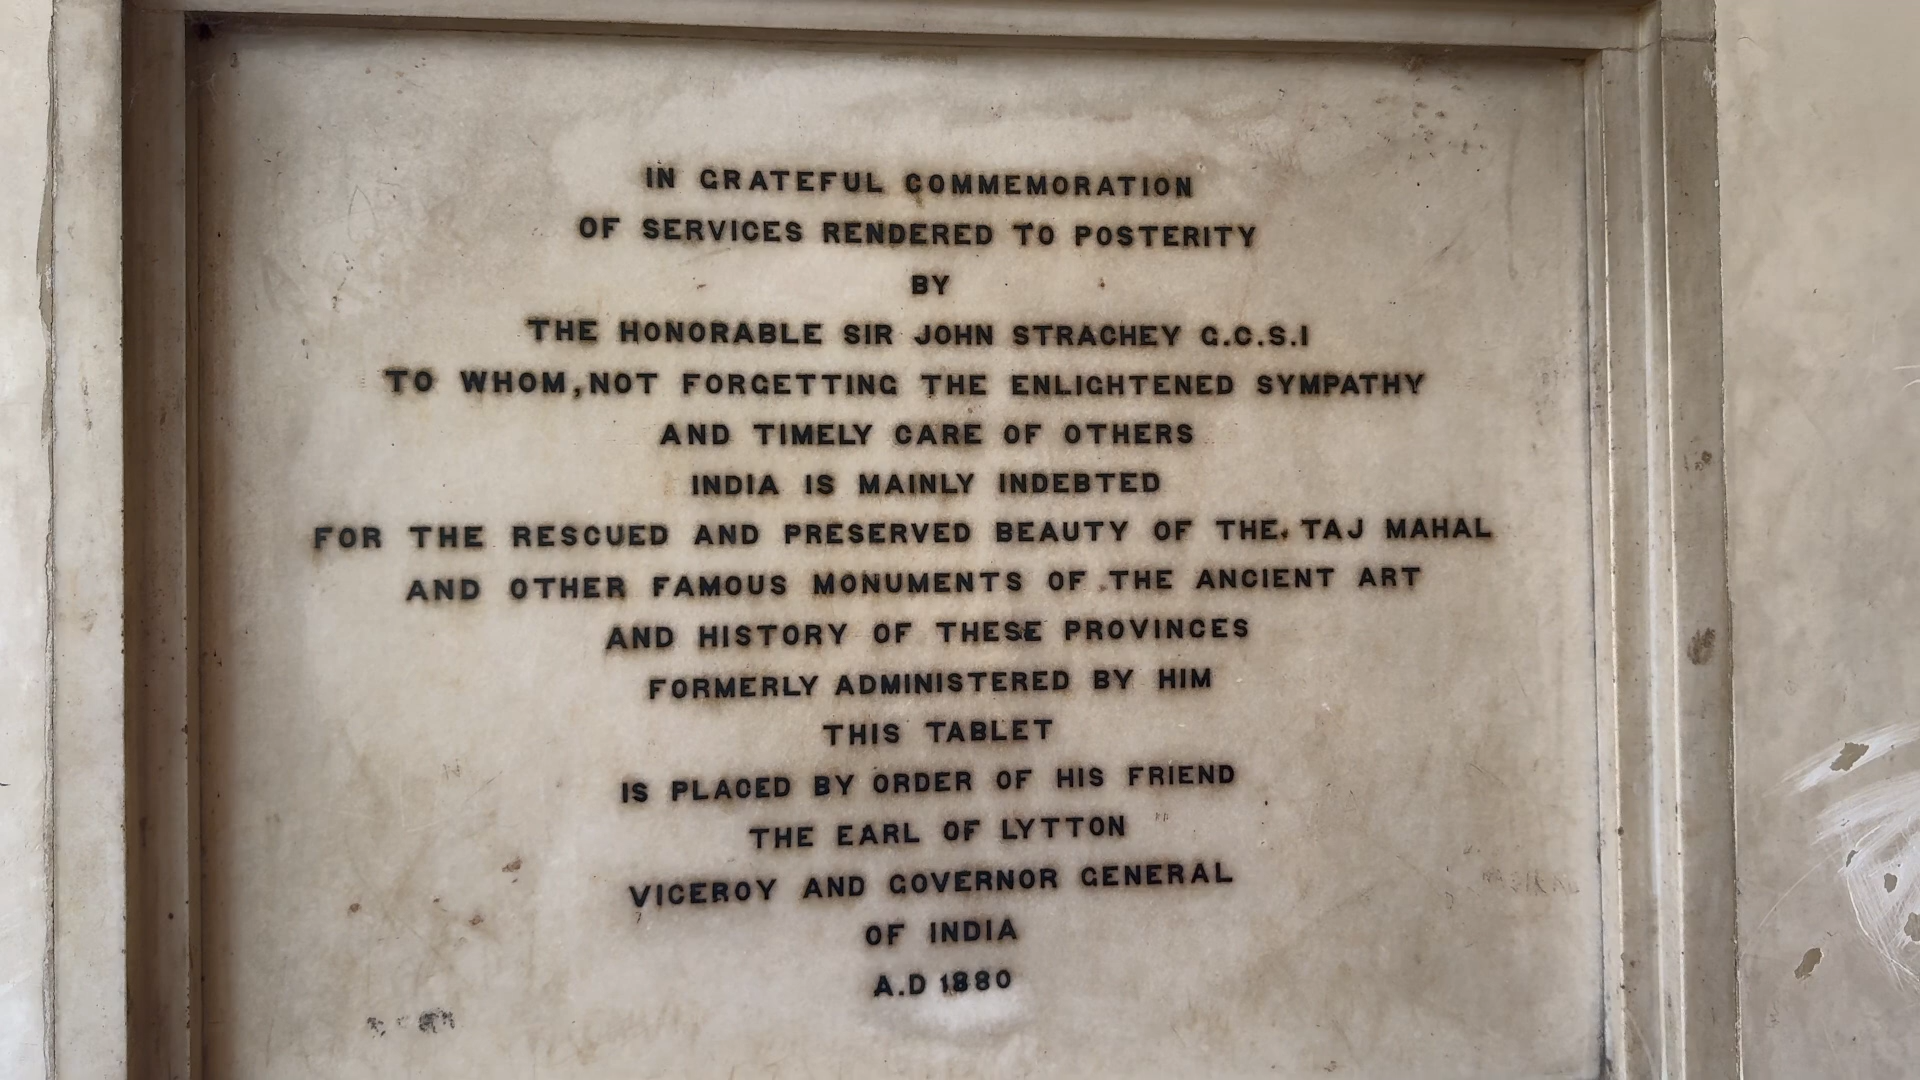 IN GRATEFUL COMMEMORATION
OF SERVICES RENDERED TO POSTERITY
BY
THE HONORABLE SIR JOHN STRACHEY G.C.S.I
TO WHOM, NOT FORGETTING THE ENLIGHTENED SYMPATHY
AND TIMELY CARE OF OTHERS
INDIA IS MAINLY INDEBTED
FOR THE RESCUED AND PRESERVED BEAUTY OF THE TAJ MAHAL
AND OTHER FAMOUS MONUMENTS OF THE ANCIENT ART
AND HISTORY OF THESE PROVINCES
FORMERLY ADMINISTERED BY HIM
THIS TABLET
IS PLACED BY ORDER OF HIS FRIEND
THE EARL OF LYTTON
VICEROY AND GOVERNOR GENERAL
OF INDIA
A.D 1880